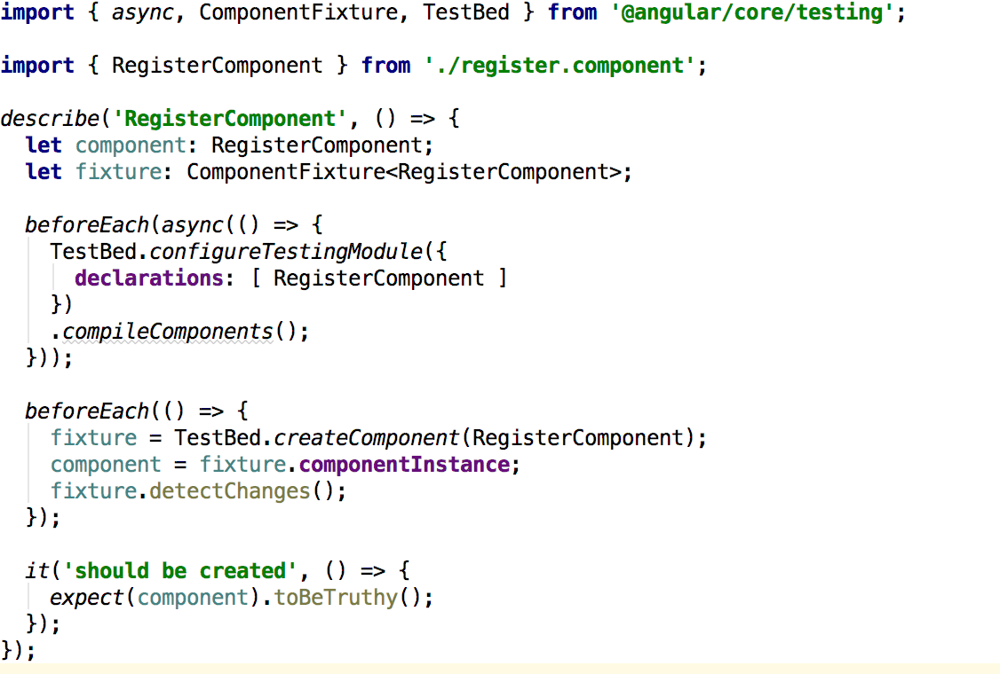 import { async, ComponentFixture, TestBed } from '@angular/core/testing';
import { RegisterComponent } from './register.component';
describe('RegisterComponent', () => {
  let component: RegisterComponent;
  let fixture: ComponentFixture<RegisterComponent>;
  beforeEach(async(() => {
    TestBed.configureTestingModule({
      declarations: [ RegisterComponent ]
    })
    .compileComponents();
  }));
  beforeEach(() => {
    fixture = TestBed.createComponent(RegisterComponent);
    component = fixture.componentInstance;
    fixture.detectChanges();
  });
  it('should be created', () => {
    expect(component).toBeTruthy();
  });
});